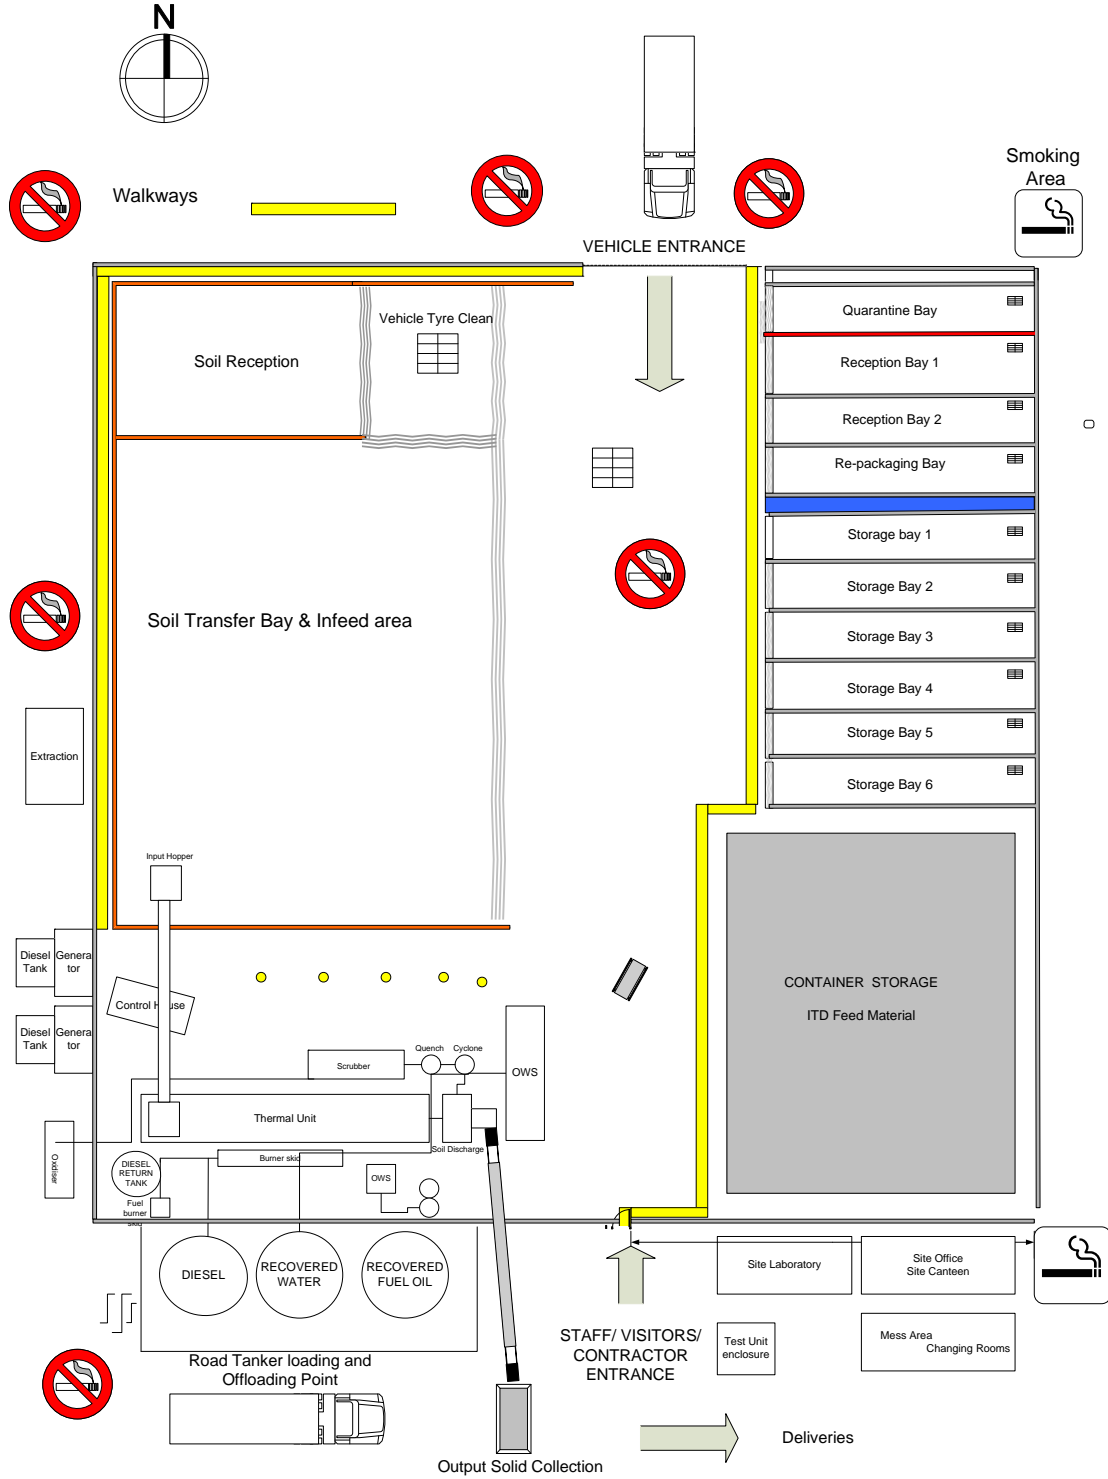 N
Smoking
Area
Walkways
VEHICLE ENTRANCE
Quarantine Bay
Vehicle Tyre Clean
Soil Reception
Reception Bay 1
Reception Bay 2
Re-packaging Bay
Storage bay 1
Storage Bay 2
Soil Transfer Bay & Infeed area
Storage Bay 3
Storage Bay 4
Storage Bay 5
Extraction
Storage Bay 6
Input Hopper
Diesel
Tank
Genera
tor
CONTAINER STORAGE
ITD Feed Material
Control House
Diesel
Tank
Genera
tor
Quench
Cyclone
Scrubber
OWS
Thermal Unit
Soil Discharge
Oxidiser
DIESEL
RETURN
TANK
Burner skid
OWS
Fuel
burner
skid
DIESEL
RECOVERED
WATER
RECOVERED
FUEL OIL
Site Laboratory
Site Office
Site Canteen
STAFF/ VISITORS/
CONTRACTOR
ENTRANCE
Test Unit
enclosure
Mess Area
Changing Rooms
Road Tanker loading and
Offloading Point
Deliveries
Output Solid Collection